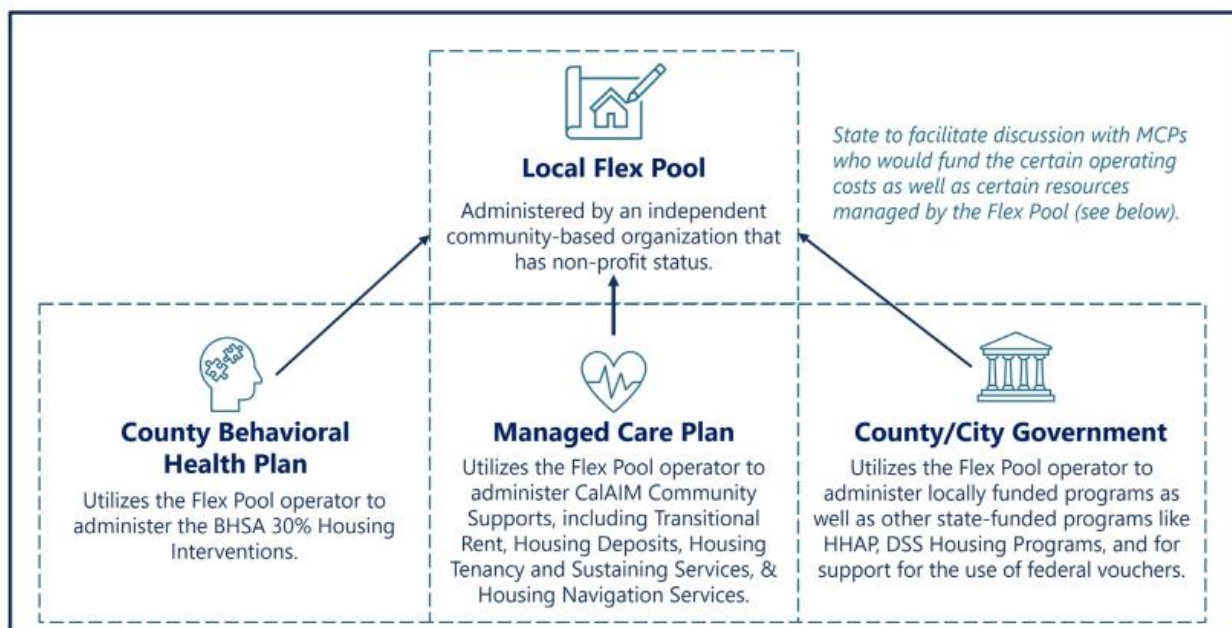 Local Flex Pool
Administered by an independent
community-based organization that
has non-profit status.
State to facilitate discussion with MCPs
who would fund the certain operating
costs as well as certain resources
managed by the Flex Pool (see below).
County Behavioral
Health Plan
Utilizes the Flex Pool operator to
administer the BHSA 30% Housing
Interventions.
Managed Care Plan
Utilizes the Flex Pool operator to
administer CalAIM Community
Supports, including Transitional
Rent, Housing Deposits, Housing
Tenancy and Sustaining Services, &
Housing Navigation Services.
County/City Government
Utilizes the Flex Pool operator to
administer locally funded programs as
well as other state-funded programs like
HHAP, DSS Housing Programs, and for
support for the use of federal vouchers.